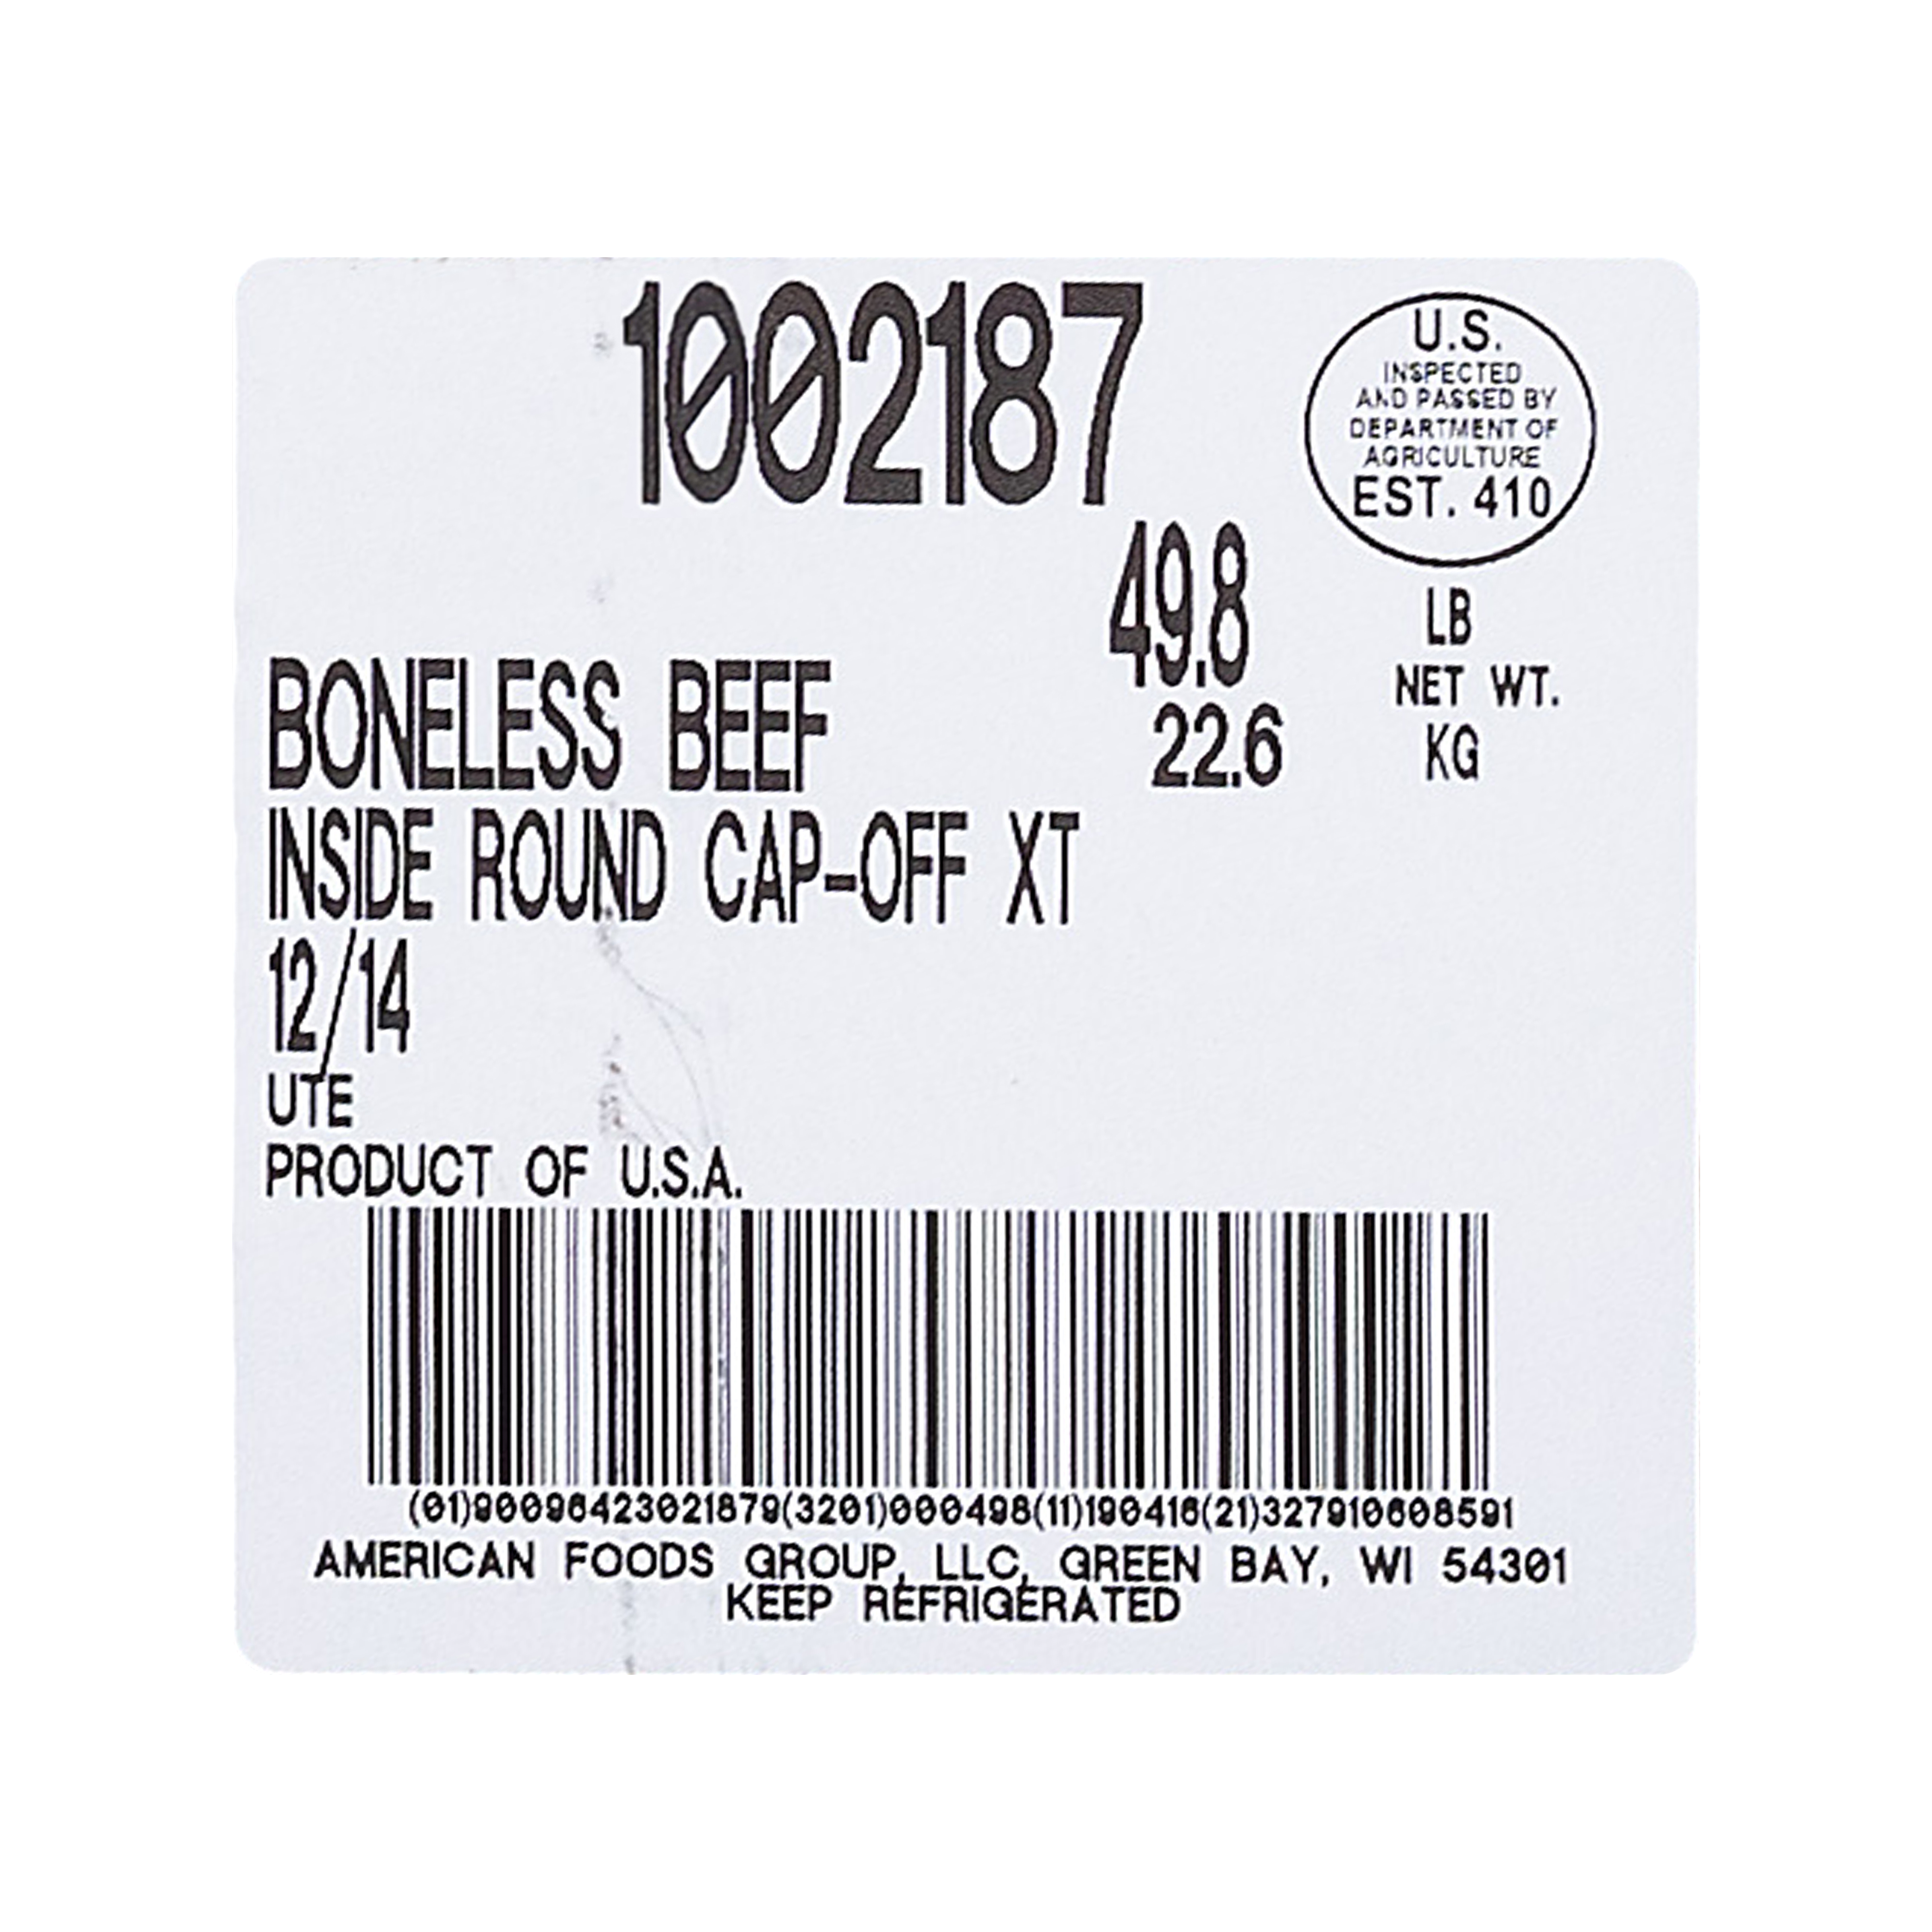 1002187
U.S.
INSPECTED
AND PASSED BY
DEPARTMENT OF
AGRICULTURE
EST. 410
49.8 LB
NET WT.
22.6 KG
BONELESS BEEF
INSIDE ROUND CAP-OFF XT
12/14
UTE
PRODUCT OF U.S.A.
(01)90096423021879(3201)000498(11)190416(21)327910608591
AMERICAN FOODS GROUP, LLC, GREEN BAY, WI 54301
KEEP REFRIGERATED